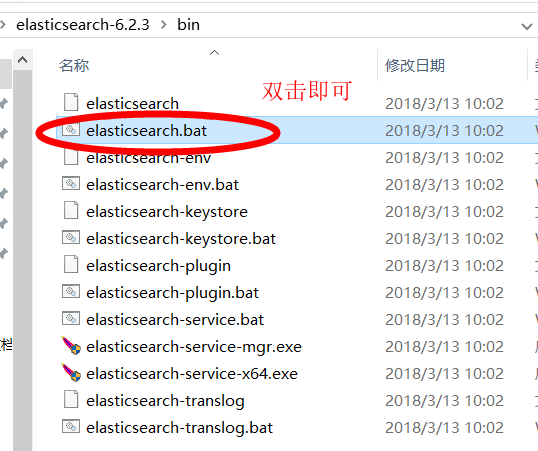 elasticsearch-6.2.3 > bin
名称 修改日期
双击即可
elasticsearch 2018/3/13 10:02
elasticsearch.bat 2018/3/13 10:02
elasticsearch-env 2018/3/13 10:02
elasticsearch-env.bat 2018/3/13 10:02
elasticsearch-keystore 2018/3/13 10:02
elasticsearch-keystore.bat 2018/3/13 10:02
elasticsearch-plugin 2018/3/13 10:02
elasticsearch-plugin.bat 2018/3/13 10:02
elasticsearch-service.bat 2018/3/13 10:02
elasticsearch-service-mgr.exe 2018/3/13 10:02
elasticsearch-service-x64.exe 2018/3/13 10:02
elasticsearch-translog 2018/3/13 10:02
elasticsearch-translog.bat 2018/3/13 10:02